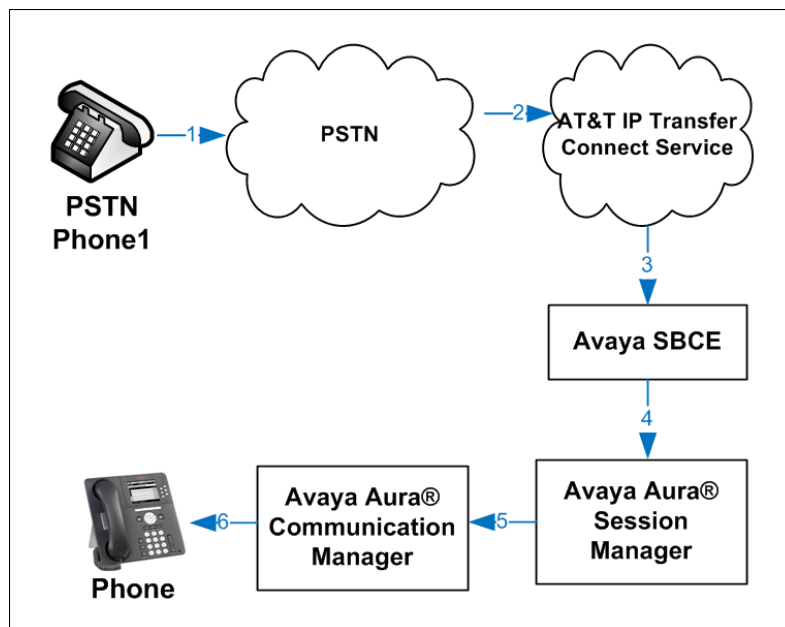 1
PSTN
2
AT&T IP Transfer
Connect Service
PSTN
Phone1
3
Avaya SBCE
4
Avaya Aura®
Session
Manager
5
Avaya Aura®
Communication
Manager
6
Phone